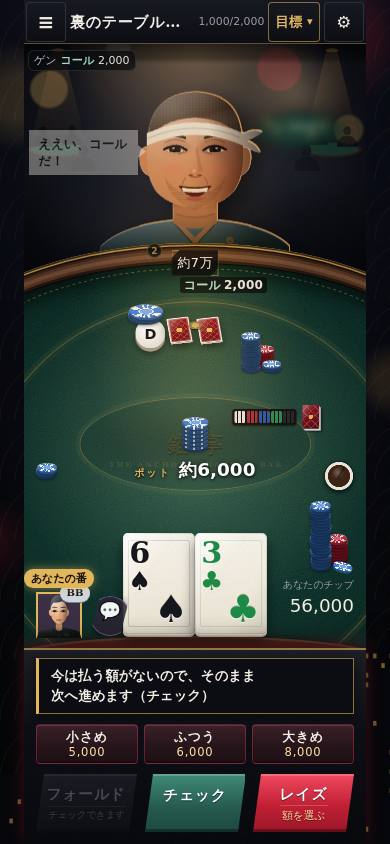 裏のテーブル…
1,000/2,000
目標 ▾
ゲン コール 2,000
ええい、コール
だ！
2
約7万
コール 2,000
D
ポット 約6,000
あなたの番
BB
6
3
あなたのチップ
56,000
今は払う額がないので、そのまま
次へ進めます（チェック）
小さめ
5,000
ふつう
6,000
大きめ
8,000
フォールド
チェックできます
チェック
レイズ
額を選ぶ